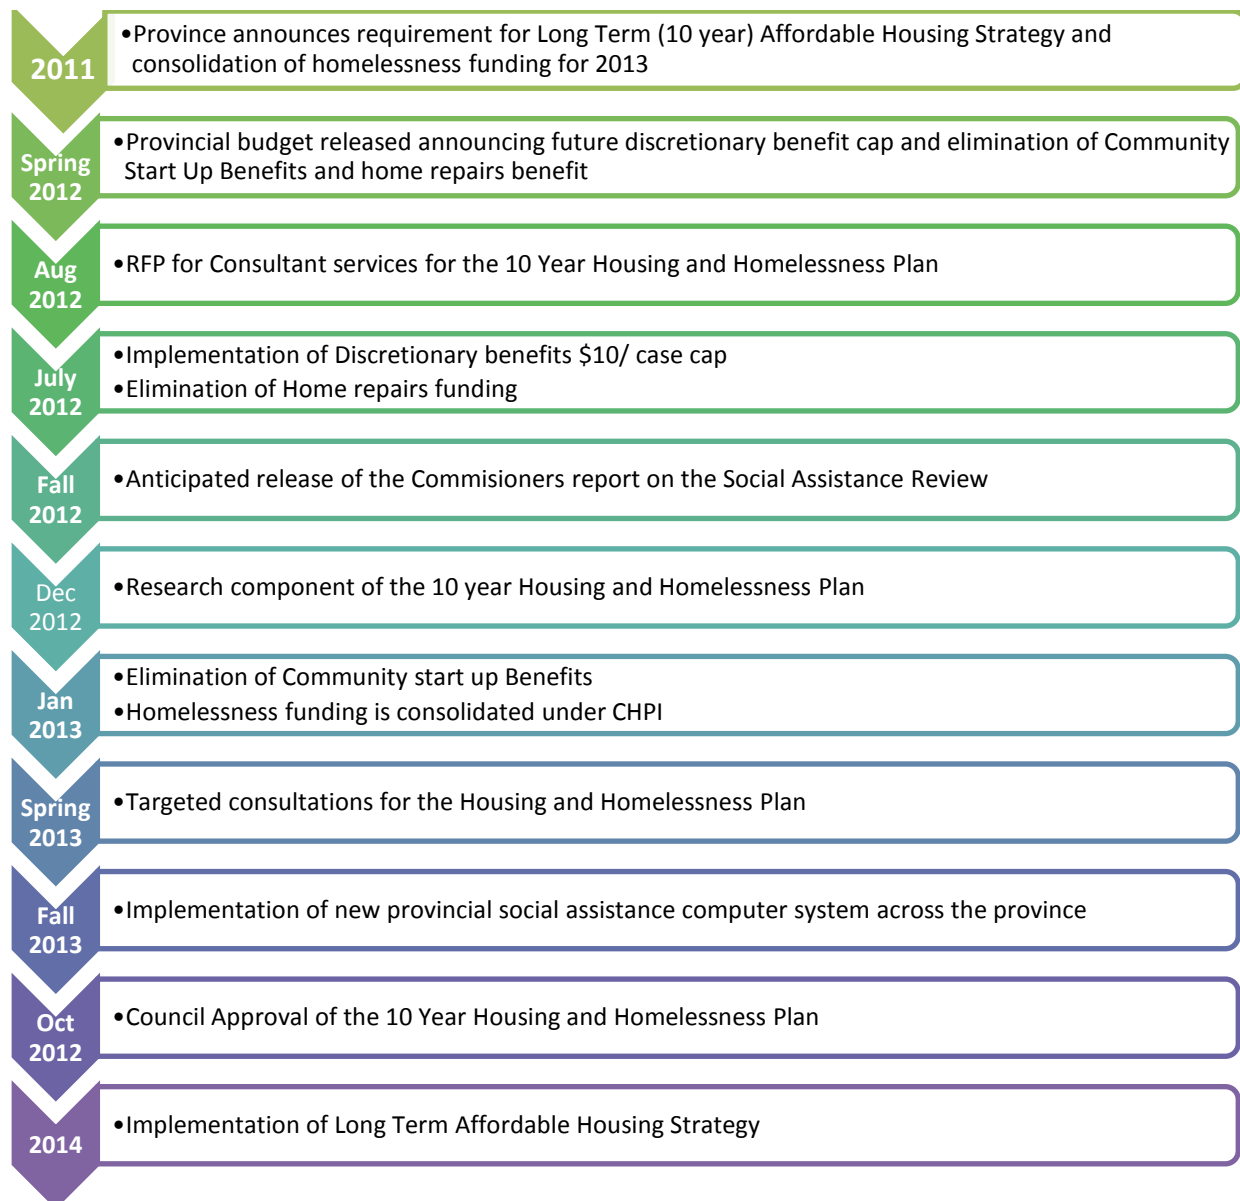 2011
•Province announces requirement for Long Term (10 year) Affordable Housing Strategy and
consolidation of homelessness funding for 2013
Spring
2012
•Provincial budget released announcing future discretionary benefit cap and elimination of Community
Start Up Benefits and home repairs benefit
Aug
2012
•RFP for Consultant services for the 10 Year Housing and Homelessness Plan
July
2012
•Implementation of Discretionary benefits $10/ case cap
•Elimination of Home repairs funding
Fall
2012
•Anticipated release of the Commisioners report on the Social Assistance Review
Dec
2012
•Research component of the 10 year Housing and Homelessness Plan
Jan
2013
•Elimination of Community start up Benefits
•Homelessness funding is consolidated under CHPI
Spring
2013
•Targeted consultations for the Housing and Homelessness Plan
Fall
2013
•Implementation of new provincial social assistance computer system across the province
Oct
2012
•Council Approval of the 10 Year Housing and Homelessness Plan
2014
•Implementation of Long Term Affordable Housing Strategy